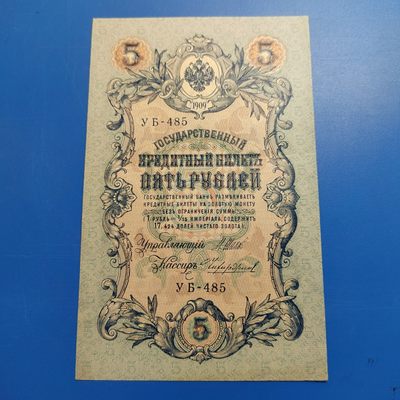 5 5
1909
УБ-485
ГОСУДАРСТВЕННЫЙ
КРЕДИТНЫЙ БИЛЕТЪ
ПЯТЬ РУБЛЕЙ
ГОСУДАРСТВЕННЫЙ БАНКЪ РАЗМѢНИВАЕТЪ
КРЕДИТНЫЕ БИЛЕТЫ НА ЗОЛОТУЮ МОНЕТУ
БЕЗЪ ОГРАНИЧЕНІЯ СУММЫ
1 РУБЛЬ = 1/15 ИМПЕРІАЛА, СОДЕРЖИТЪ
17,424 ДОЛЕЙ ЧИСТАГО ЗОЛОТА
Управляющій
Кассиръ
УБ-485
5